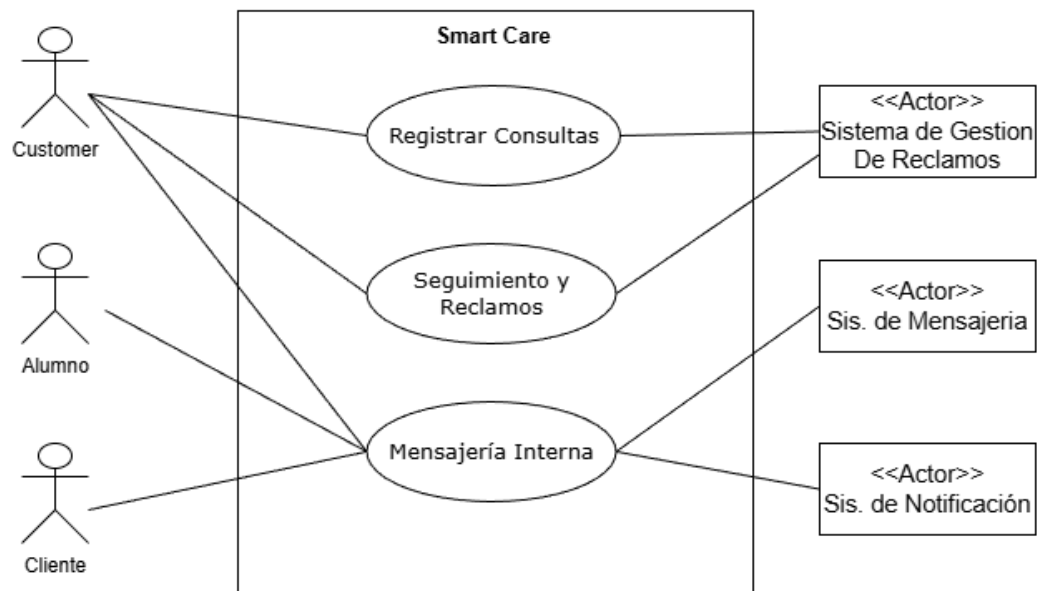 Smart Care
Customer
Registrar Consultas
<<Actor>>
Sistema de Gestion
De Reclamos
Alumno
Seguimiento y
Reclamos
<<Actor>>
Sis. de Mensajeria
Cliente
Mensajería Interna
<<Actor>>
Sis. de Notificación